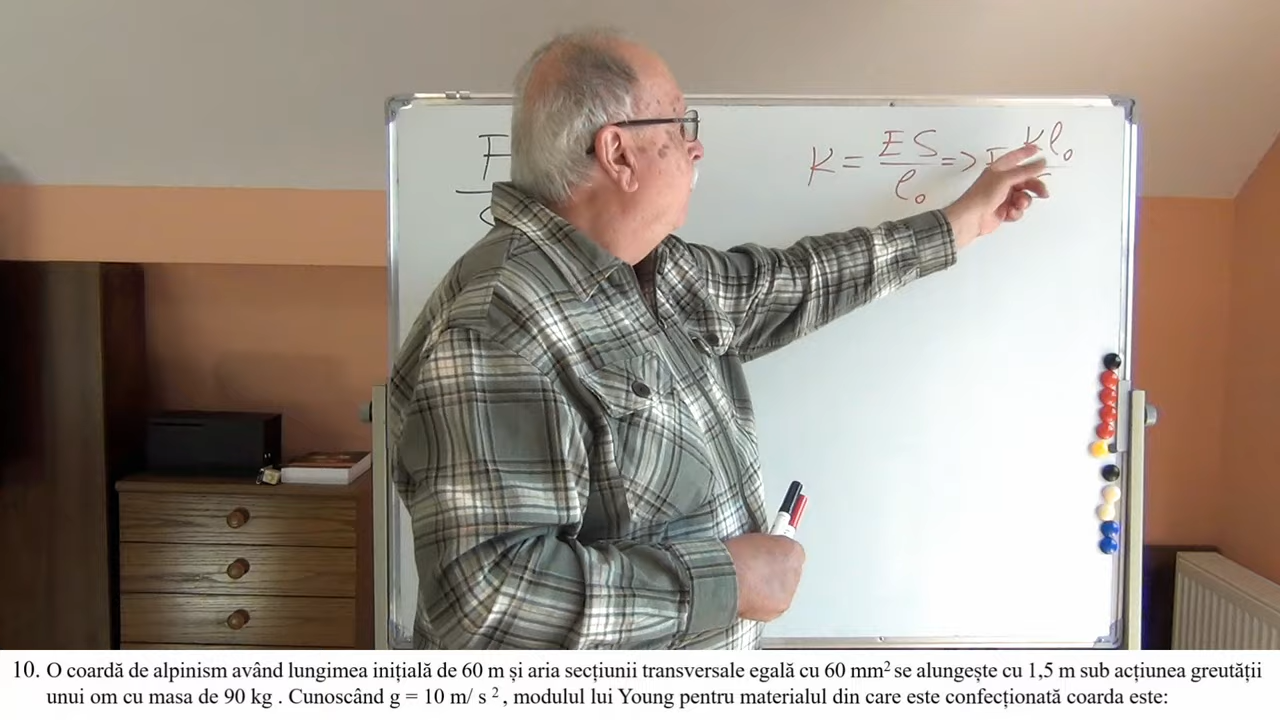 K = ES / ℓ₀ => Kℓ₀
10. O coardă de alpinism având lungimea inițială de 60 m și aria secțiunii transversale egală cu 60 mm² se alungește cu 1,5 m sub acțiunea greutății
unui om cu masa de 90 kg . Cunoscând g = 10 m/ s ² , modulul lui Young pentru materialul din care este confecționată coarda este: